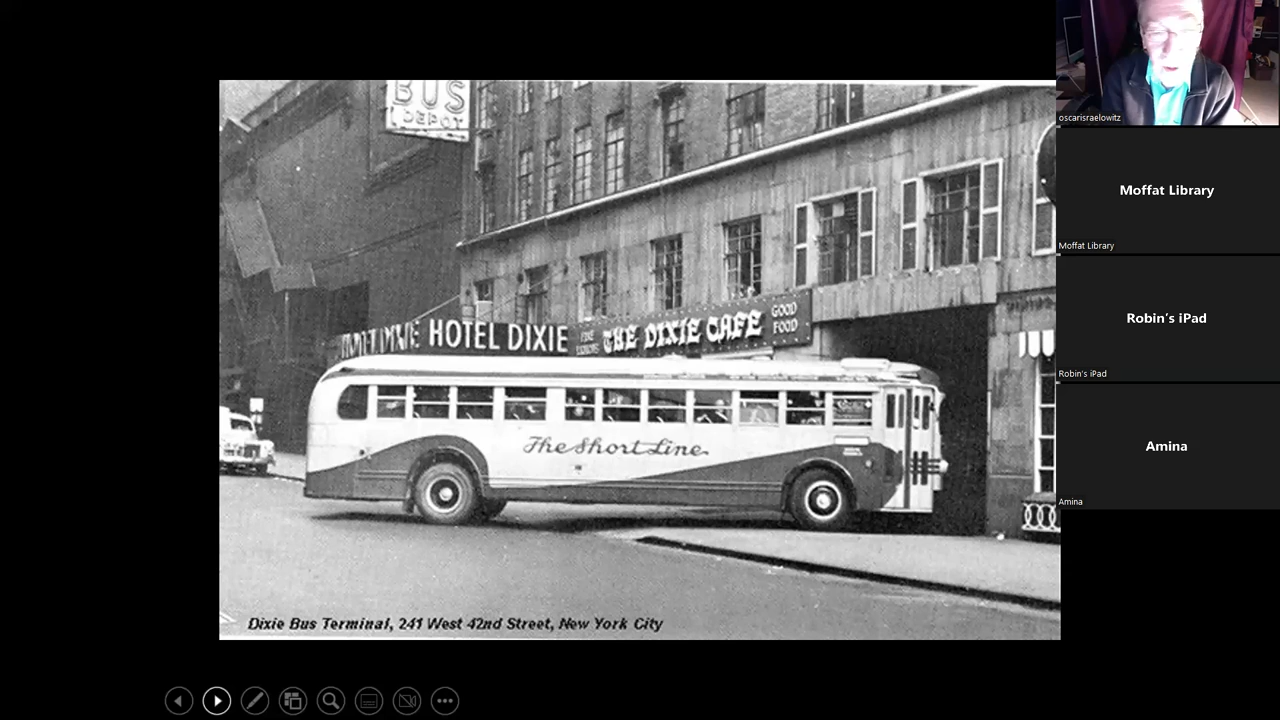 BUS
DEPOT
HOTEL DIXIE
THE DIXIE CAFE
GOOD
FOOD
The Short Line
Dixie Bus Terminal, 241 West 42nd Street, New York City
oscarisraelowitz
Moffat Library
Moffat Library
Robin's iPad
Robin's iPad
Amina
Amina